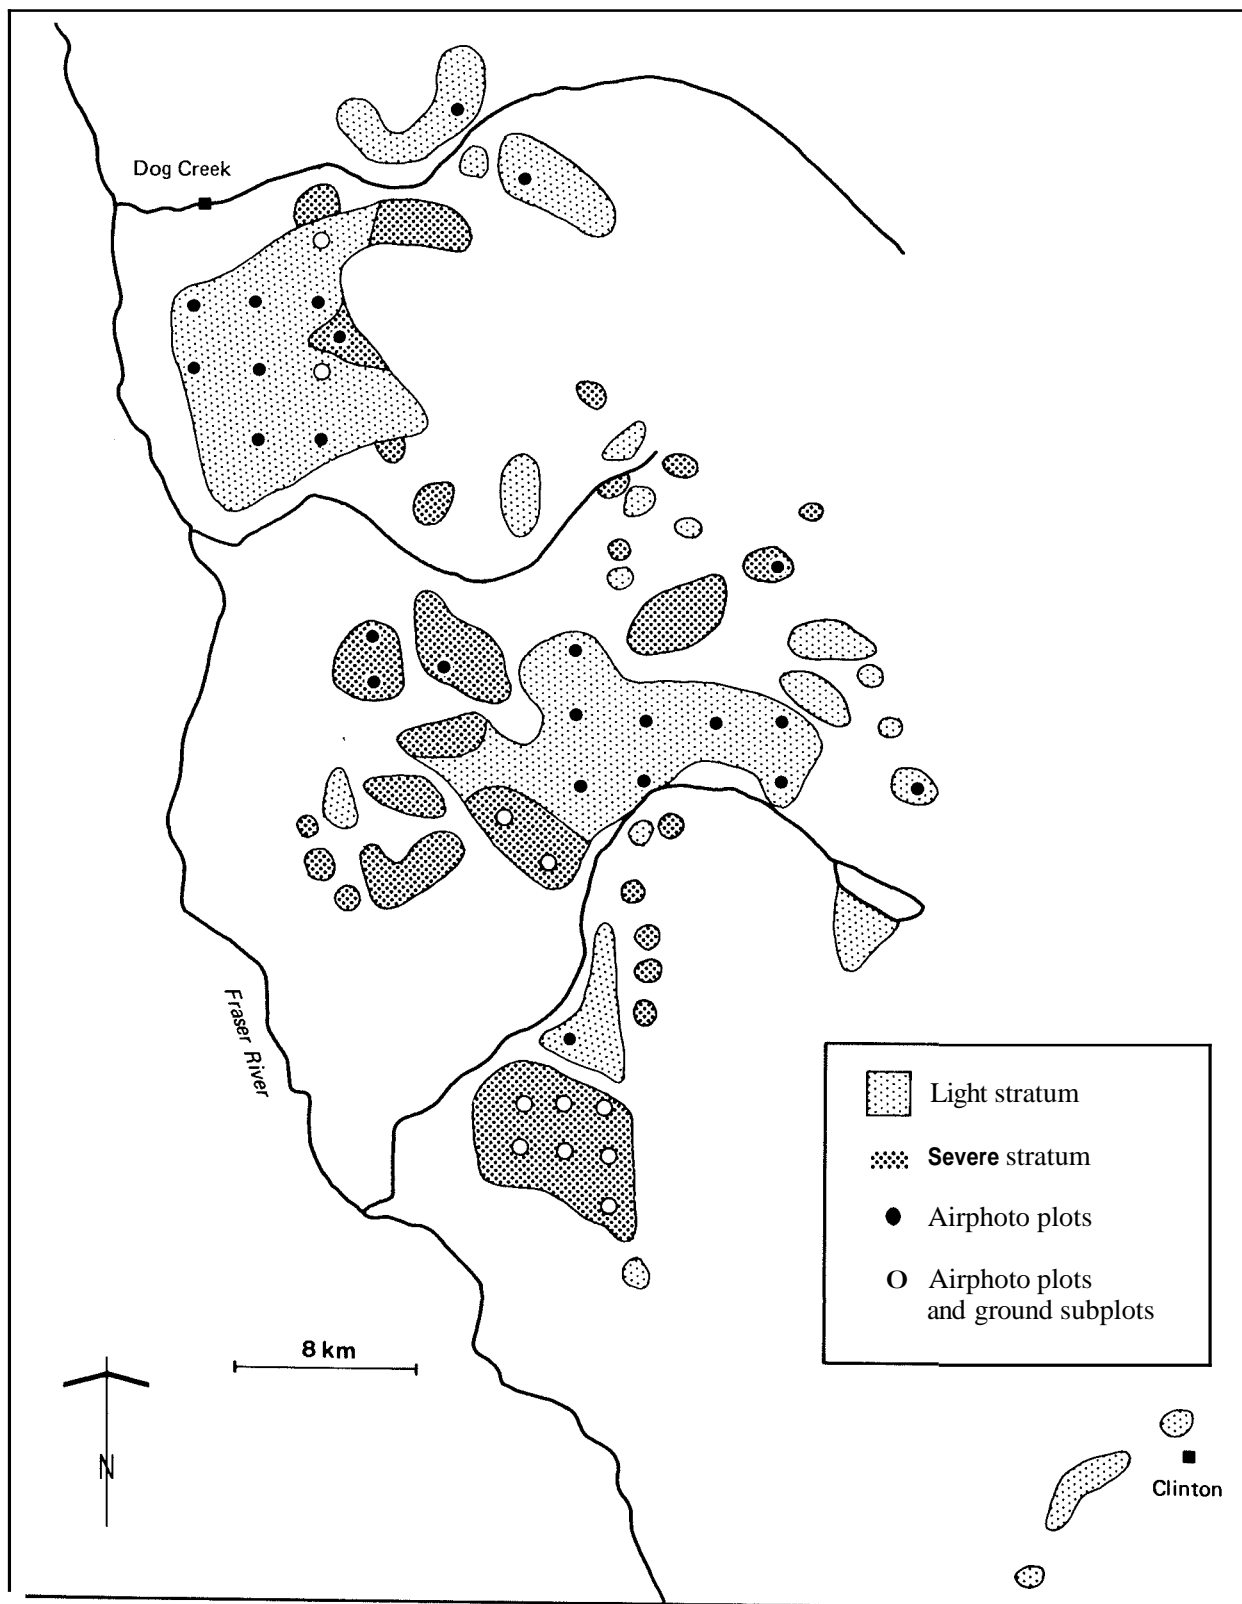 Dog Creek
Fraser River
Light stratum
Severe stratum
Airphoto plots
Airphoto plots
and ground subplots
8 km
N
Clinton